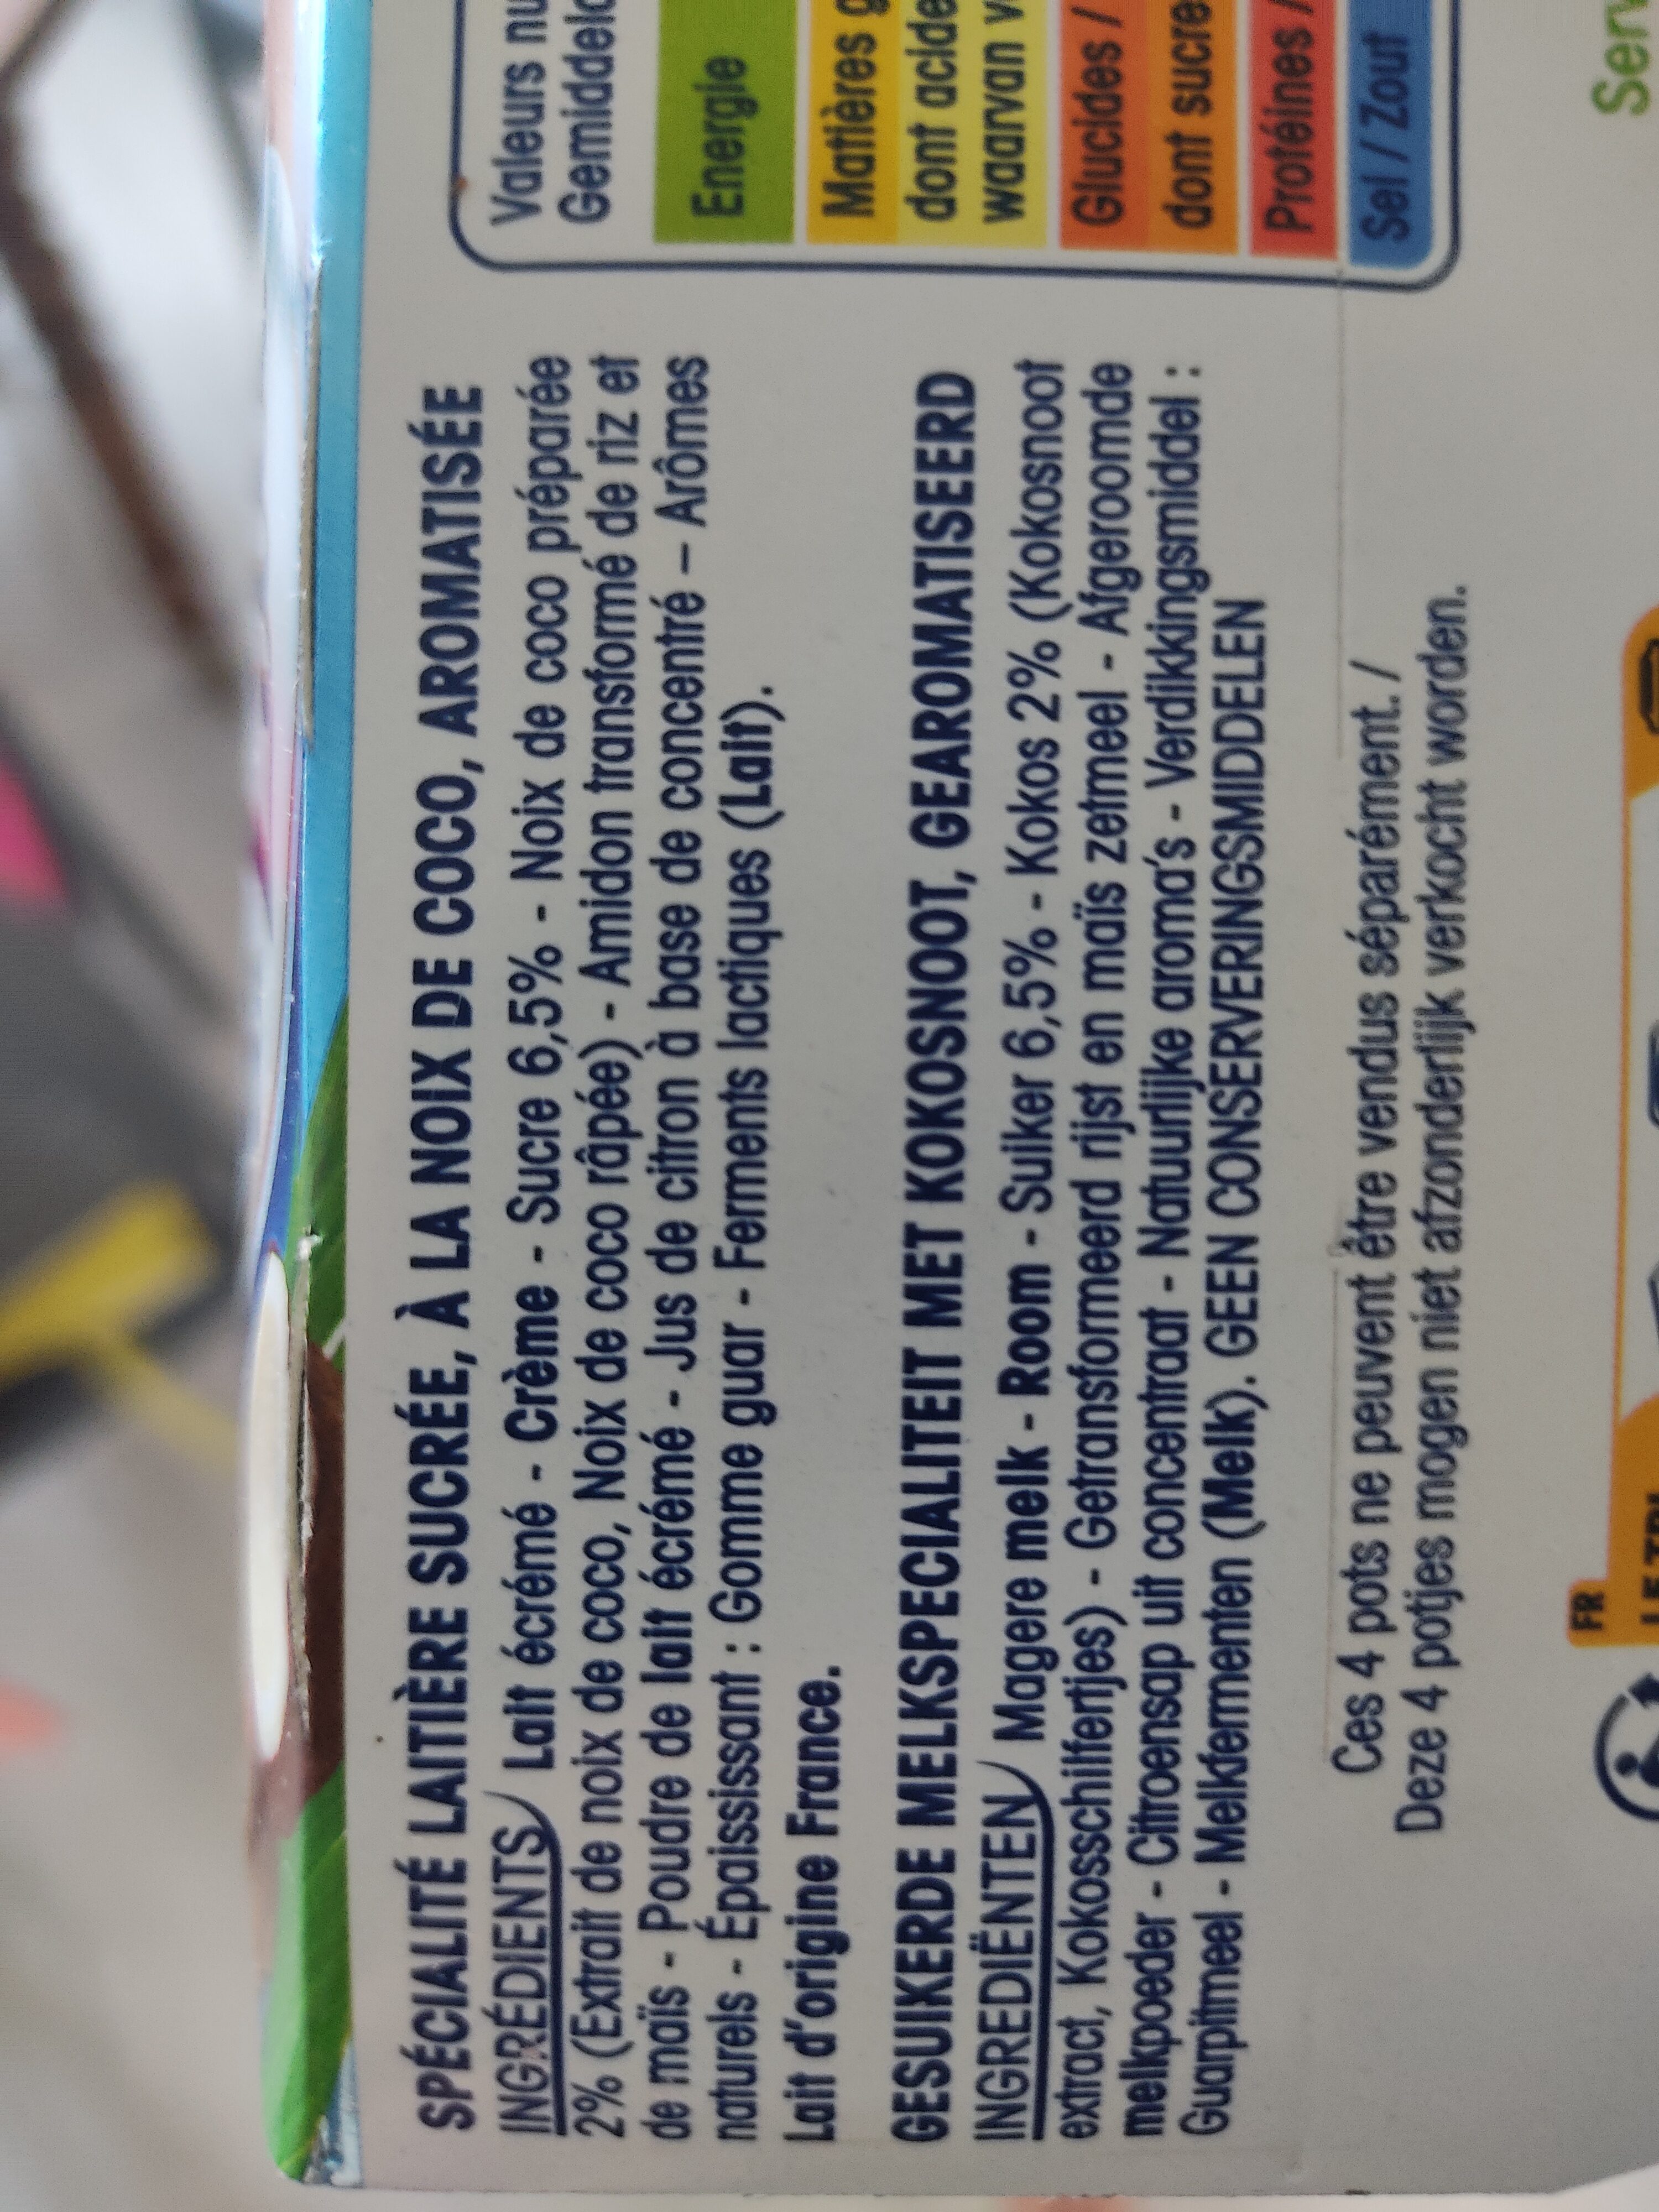 SPÉCIALITÉ LAITIÈRE SUCRÉE, À LA NOIX DE COCO, AROMATISÉE
INGRÉDIENTS Lait écrémé - Crème - Sucre 6,5% - Noix de coco préparée
2% (Extrait de noix de coco, Noix de coco râpée) - Amidon transformé de riz et
de maïs - Poudre de lait écrémé - Jus de citron à base de concentré – Arômes
naturels - Épaississant : Gomme guar - Ferments lactiques (Lait).
Lait d'origine France.
GESUIKERDE MELKSPECIALITEIT MET KOKOSNOOT, GEAROMATISEERD
INGREDIËNTEN Magere melk - Room - Suiker 6,5% - Kokos 2% (Kokosnoot
extract, Kokosschilfertjes) - Getransformeerd rijst en maïs zetmeel - Afgeroomde
melkpoeder - Citroensap uit concentraat - Natuurlijke aroma's - Verdikkingsmiddel :
Guarpitmeel - Melkfermenten (Melk). GEEN CONSERVERINGSMIDDELEN
Ces 4 pots ne peuvent être vendus séparément. /
Deze 4 potjes mogen niet afzonderlijk verkocht worden.
Valeurs nu
Gemiddeld
Energie
Matières g
dont acide
waarvan v
Glucides /
dont sucre
Protéines /
Sel / Zout
Serv
FR